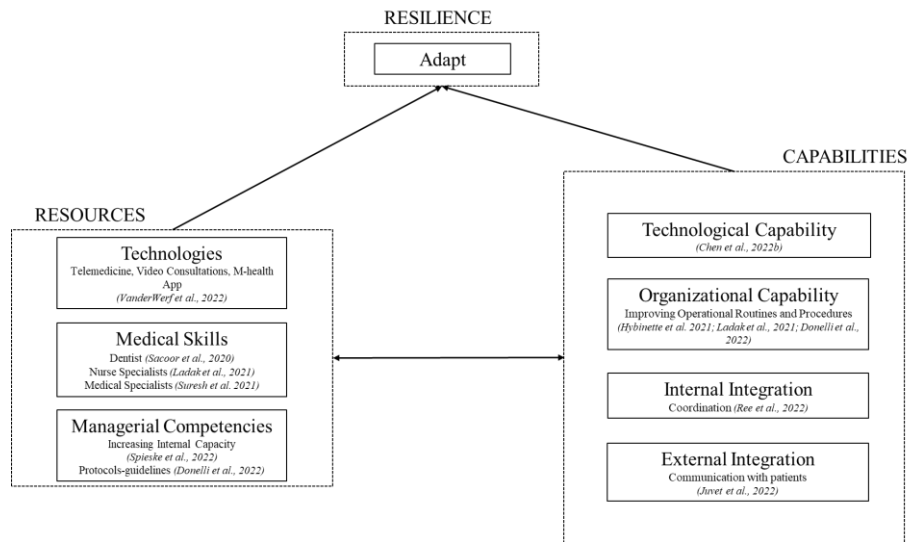 RESILIENCE
Adapt
RESOURCES
Technologies
Telemedicine, Video Consultations, M-health
App
(VanderWerf et al., 2022)
Medical Skills
Dentist (Sacoor et al., 2020)
Nurse Specialists (Ladak et al., 2021)
Medical Specialists (Suresh et al. 2021)
Managerial Competencies
Increasing Internal Capacity
(Spieske et al., 2022)
Protocols-guidelines (Donelli et al., 2022)
CAPABILITIES
Technological Capability
(Chen et al., 2022b)
Organizational Capability
Improving Operational Routines and Procedures
(Hybinette et al. 2021; Ladak et al., 2021; Donelli et al.,
2022)
Internal Integration
Coordination (Ree et al., 2022)
External Integration
Communication with patients
(Juvet et al., 2022)